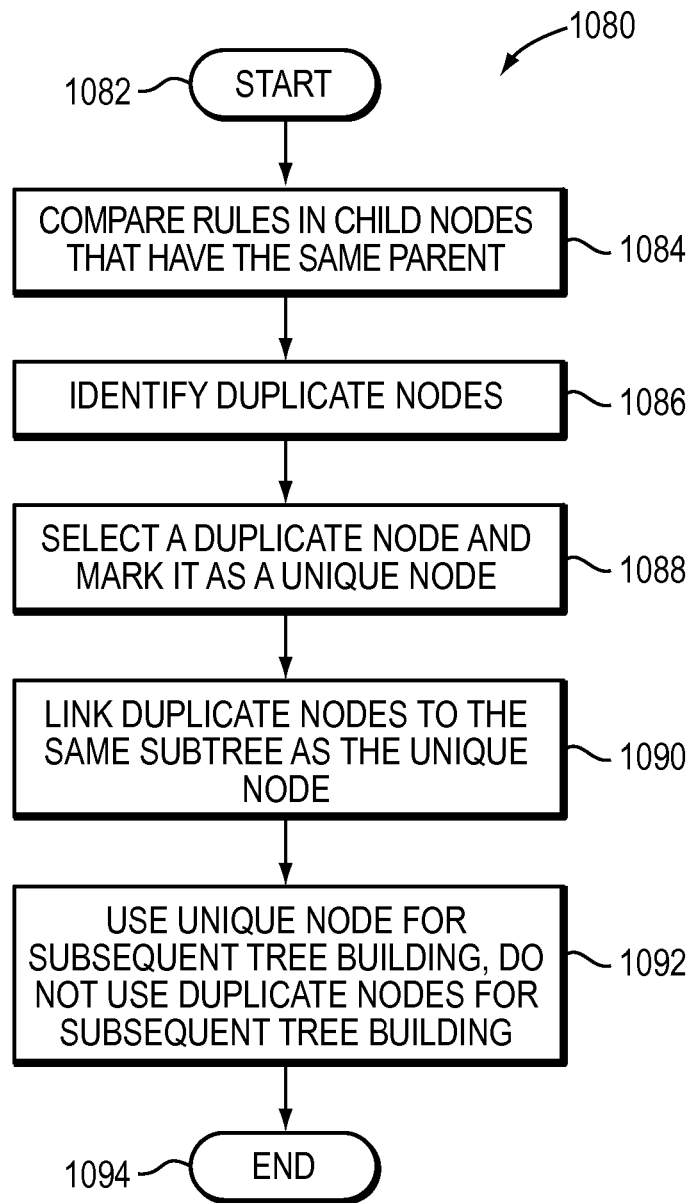 1080
START
1082
COMPARE RULES IN CHILD NODES
THAT HAVE THE SAME PARENT
1084
IDENTIFY DUPLICATE NODES
1086
SELECT A DUPLICATE NODE AND
MARK IT AS A UNIQUE NODE
1088
LINK DUPLICATE NODES TO THE
SAME SUBTREE AS THE UNIQUE
NODE
1090
USE UNIQUE NODE FOR
SUBSEQUENT TREE BUILDING, DO
NOT USE DUPLICATE NODES FOR
SUBSEQUENT TREE BUILDING
1092
END
1094